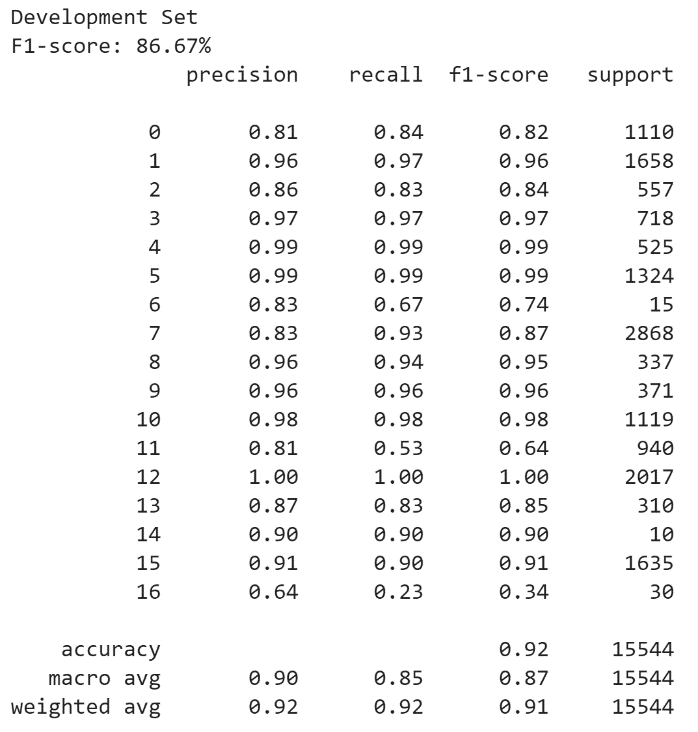 Development Set
F1-score: 86.67%
precision recall f1-score support
0 0.81 0.84 0.82 1110
1 0.96 0.97 0.96 1658
2 0.86 0.83 0.84 557
3 0.97 0.97 0.97 718
4 0.99 0.99 0.99 525
5 0.99 0.99 0.99 1324
6 0.83 0.67 0.74 15
7 0.83 0.93 0.87 2868
8 0.96 0.94 0.95 337
9 0.96 0.96 0.96 371
10 0.98 0.98 0.98 1119
11 0.81 0.53 0.64 940
12 1.00 1.00 1.00 2017
13 0.87 0.83 0.85 310
14 0.90 0.90 0.90 10
15 0.91 0.90 0.91 1635
16 0.64 0.23 0.34 30
accuracy 0.92 15544
macro avg 0.90 0.85 0.87 15544
weighted avg 0.92 0.92 0.91 15544